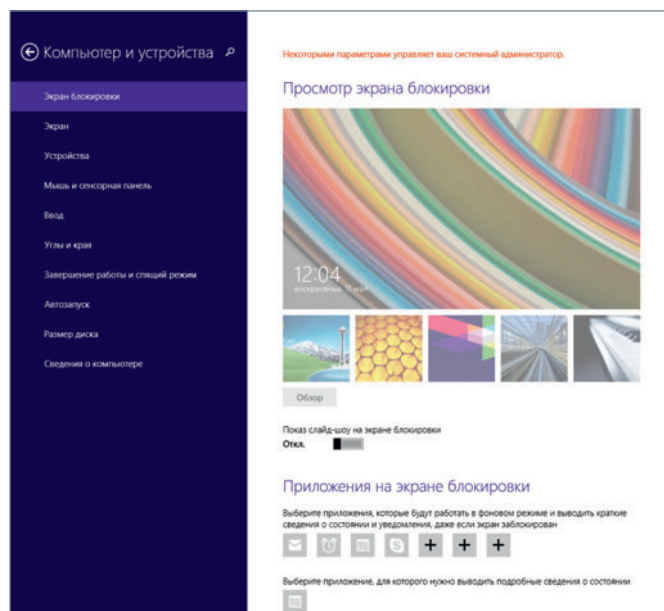 Компьютер и устройства
Экран блокировки
Экран
Устройства
Мышь и сенсорная панель
Ввод
Углы и края
Завершение работы и спящий режим
Автозапуск
Размер диска
Сведения о компьютере
Некоторыми параметрами управляет ваш системный администратор.
Просмотр экрана блокировки
12:04
воскресенье, 11 мая
Обзор
Показ слайд-шоу на экране блокировки
Откл.
Приложения на экране блокировки
Выберите приложения, которые будут работать в фоновом режиме и выводить краткие
сведения о состоянии и уведомления, даже если экран заблокирован
Выберите приложение, для которого нужно выводить подробные сведения о состоянии